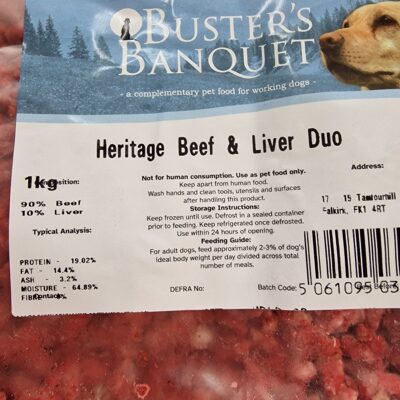 BUSTER'S
BANQUET
- a complementary pet food for working dogs -
Heritage Beef & Liver Duo
1kg
90% Beef
10% Liver
Typical Analysis:
PROTEIN - 19.02%
FAT - 14.4%
ASH - 3.2%
MOISTURE - 64.89%
Not for human consumption. Use as pet food only.
Keep apart from human food.
Wash hands and clean tools, utensils and surfaces
after handling this product.
Storage Instructions:
Keep frozen until use. Defrost in a sealed container
prior to feeding. Keep refrigerated once defrosted.
Use within 24 hours of opening.
Feeding Guide:
For adult dogs, feed approximately 2-3% of dog's
ideal body weight per day divided across total
number of meals.
DEFRA No:
Batch Code:
Address:
17 15 Tamfourhill
Falkirk, FK1 4RT
5 061095 03